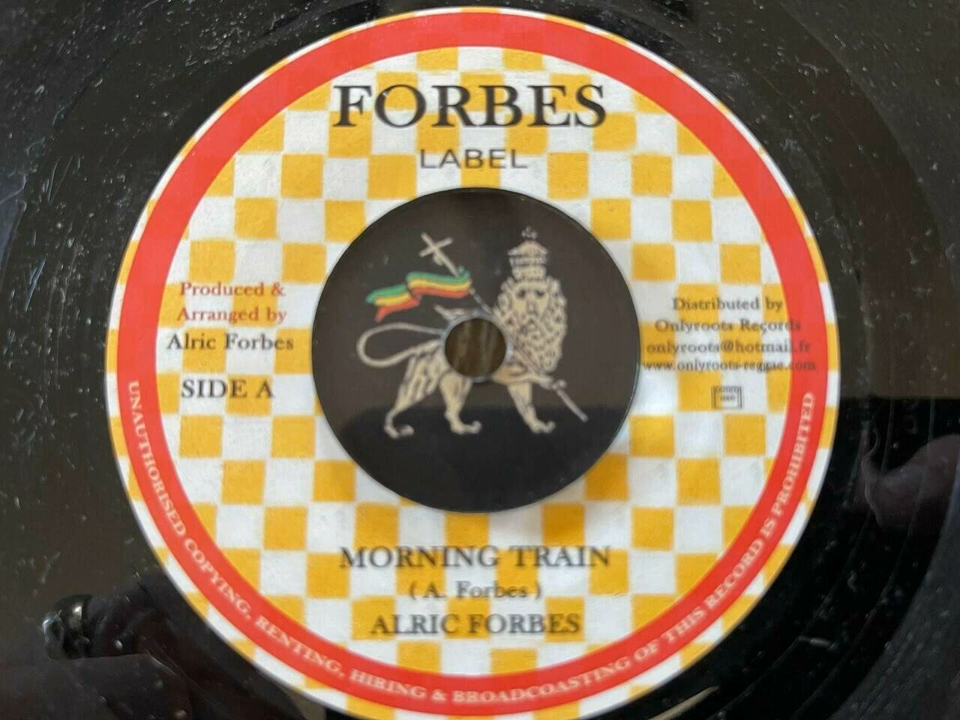 FORBES
LABEL
Produced &
Arranged by
Alric Forbes
SIDE A
Distributed by
Onlyroots Records
onlyroots@hotmail.fr
www.onlyroots-reggae.com
MORNING TRAIN
( A. Forbes )
ALRIC FORBES
UNAUTHORISED COPYING, RENTING, HIRING & BROADCASTING OF THIS RECORD IS PROHIBITED